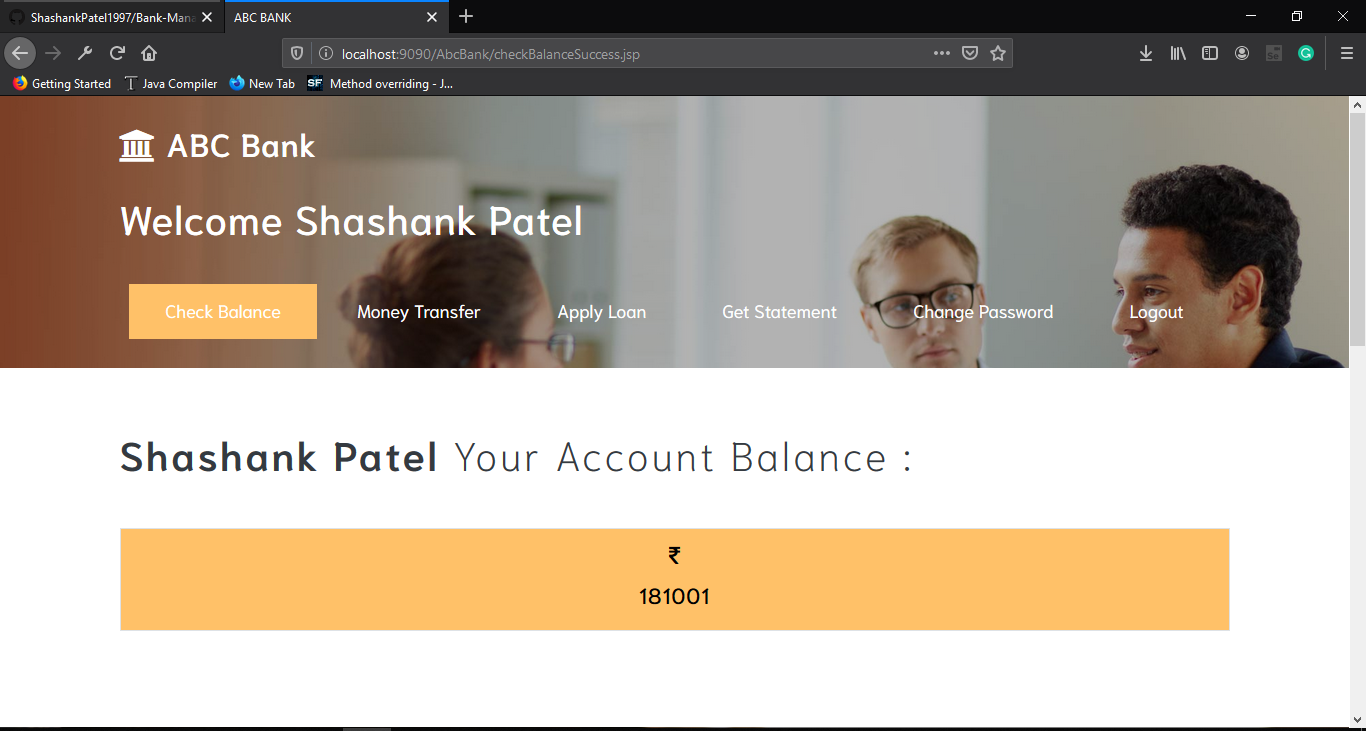 ShashankPatel1997/Bank-Mana
ABC BANK
localhost:9090/AbcBank/checkBalanceSuccess.jsp
Getting Started
Java Compiler
New Tab
SF Method overriding - J...
ABC Bank
Welcome Shashank Patel
Check Balance Money Transfer Apply Loan Get Statement Change Password Logout
Shashank Patel Your Account Balance :
₹
181001